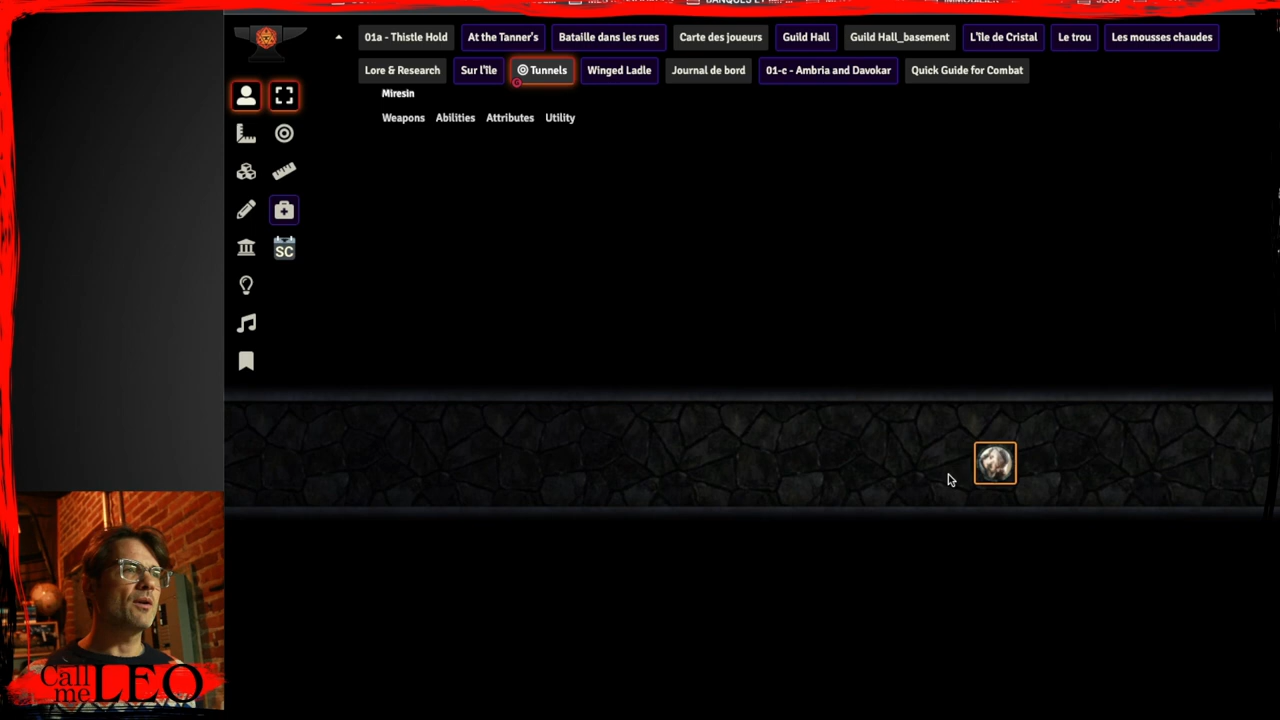 01a - Thistle Hold At the Tanner's Bataille dans les rues Carte des joueurs Guild Hall Guild Hall_basement L'Île de Cristal Le trou Les mousses chaudes
Lore & Research Sur l'île Tunnels Winged Ladle Journal de bord 01-c - Ambria and Davokar Quick Guide for Combat
Miresin
Weapons Abilities Attributes Utility
SC
Call me LEO